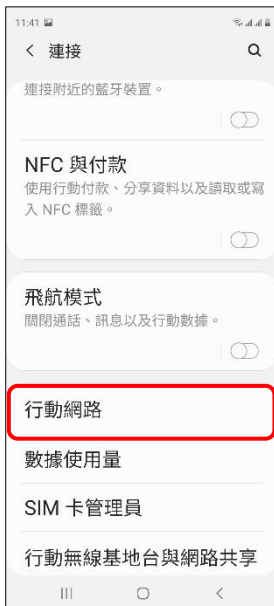 11:41
連接
連接附近的藍牙裝置。
NFC 與付款
使用行動付款、分享資料以及讀取或寫
入 NFC 標籤。
飛航模式
關閉通話、訊息以及行動數據。
行動網路
數據使用量
SIM 卡管理員
行動無線基地台與網路共享